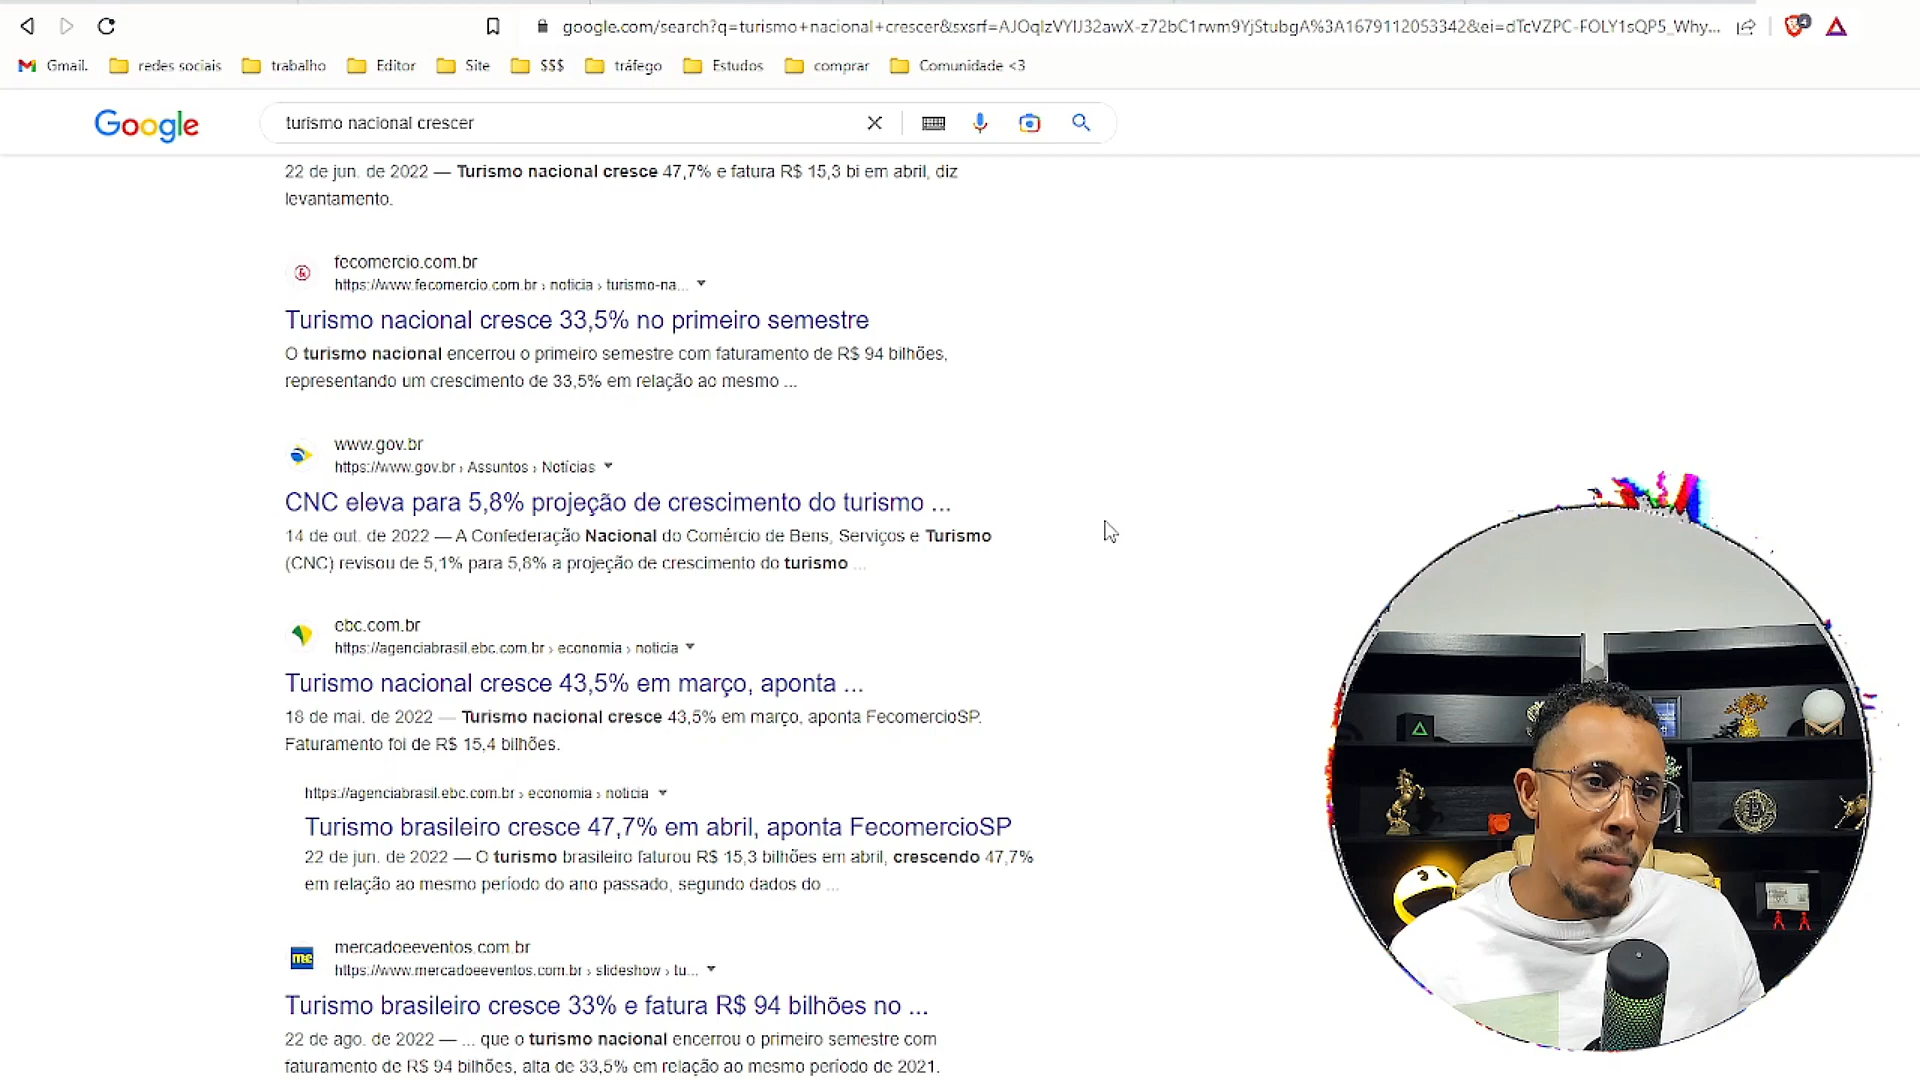 google.com/search?q=turismo+nacional+crescer&sxsrf=AJOqlzVYIJ32awX-z72bC1rwm9YjStubgA%3A1679112053342&ei=dTcVZPC-FOLY1sQP5_Why...
4
Gmail.
redes sociais
trabalho
Editor
Site
$$$
tráfego
Estudos
comprar
Comunidade <3
Google
turismo nacional crescer
22 de jun. de 2022 — Turismo nacional cresce 47,7% e fatura R$ 15,3 bi em abril, diz
levantamento.
fecomercio.com.br
https://www.fecomercio.com.br › noticia › turismo-na...
Turismo nacional cresce 33,5% no primeiro semestre
O turismo nacional encerrou o primeiro semestre com faturamento de R$ 94 bilhões,
representando um crescimento de 33,5% em relação ao mesmo ...
www.gov.br
https://www.gov.br › Assuntos › Notícias
CNC eleva para 5,8% projeção de crescimento do turismo ...
14 de out. de 2022 — A Confederação Nacional do Comércio de Bens, Serviços e Turismo
(CNC) revisou de 5,1% para 5,8% a projeção de crescimento do turismo ...
ebc.com.br
https://agenciabrasil.ebc.com.br › economia › noticia
Turismo nacional cresce 43,5% em março, aponta ...
18 de mai. de 2022 — Turismo nacional cresce 43,5% em março, aponta FecomercioSP.
Faturamento foi de R$ 15,4 bilhões.
https://agenciabrasil.ebc.com.br › economia › noticia
Turismo brasileiro cresce 47,7% em abril, aponta FecomercioSP
22 de jun. de 2022 — O turismo brasileiro faturou R$ 15,3 bilhões em abril, crescendo 47,7%
em relação ao mesmo período do ano passado, segundo dados do ...
me
mercadoeeventos.com.br
https://www.mercadoeeventos.com.br › slideshow › tu...
Turismo brasileiro cresce 33% e fatura R$ 94 bilhões no ...
22 de ago. de 2022 — ... que o turismo nacional encerrou o primeiro semestre com
faturamento de R$ 94 bilhões, alta de 33,5% em relação ao mesmo período de 2021.